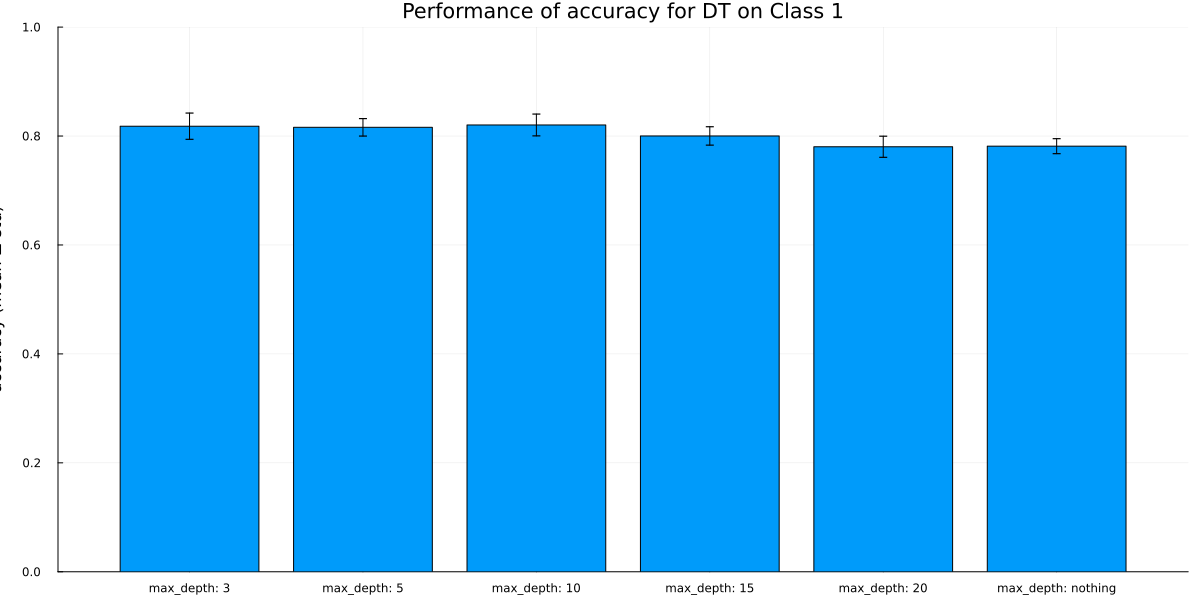 Performance of accuracy for DT on Class 1
1.0
0.8
0.6
0.4
0.2
0.0
max_depth: 3
max_depth: 5
max_depth: 10
max_depth: 15
max_depth: 20
max_depth: nothing